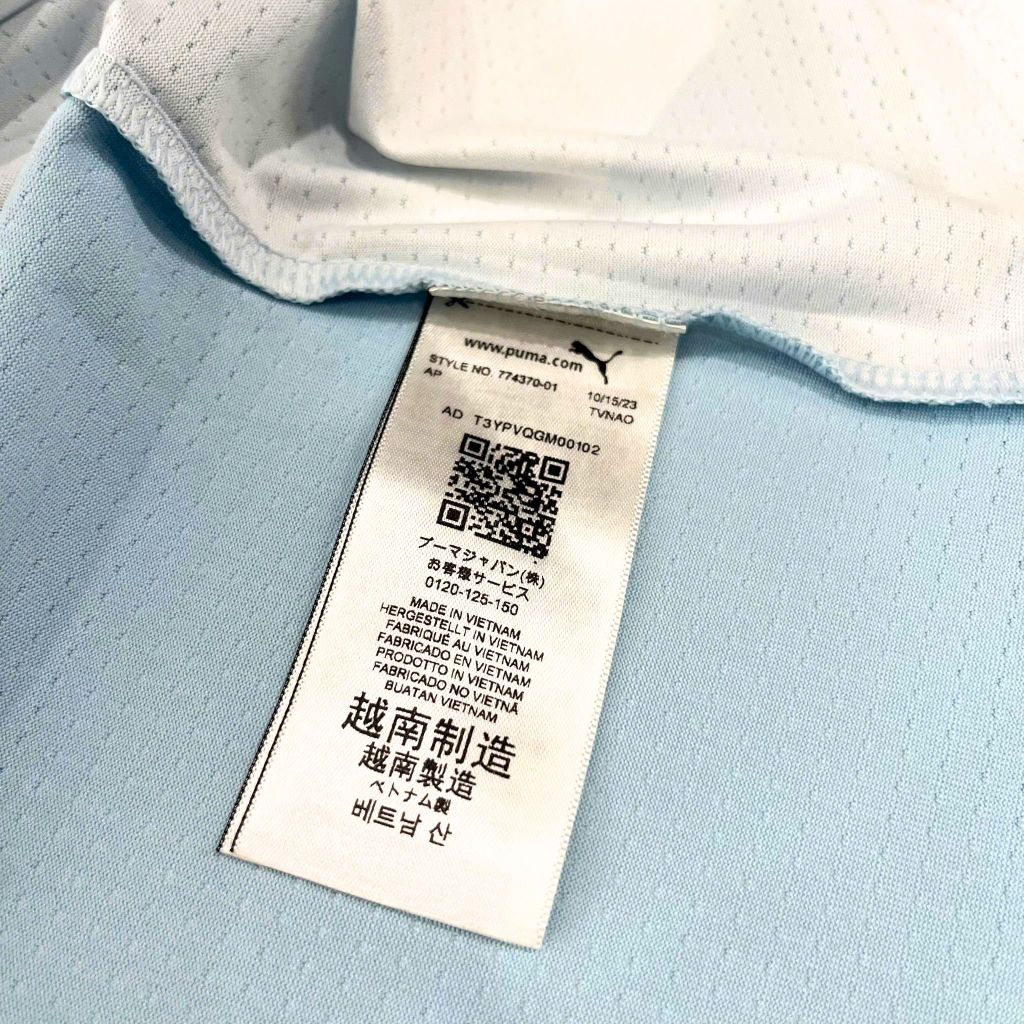 www.puma.com
STYLE NO. 774370-01
AP
10/15/23
TVNAO
AD T3YPVQGM00102
プーマジャパン(株)
お客様サービス
0120-125-150
MADE IN VIETNAM
HERGESTELLT IN VIETNAM
FABRIQUÉ AU VIETNAM
FABRICADO EN VIETNAM
PRODOTTO IN VIETNAM
FABRICADO NO VIETNÃ
BUATAN VIETNAM
越南制造
越南製造
ベトナム製
베트남 산